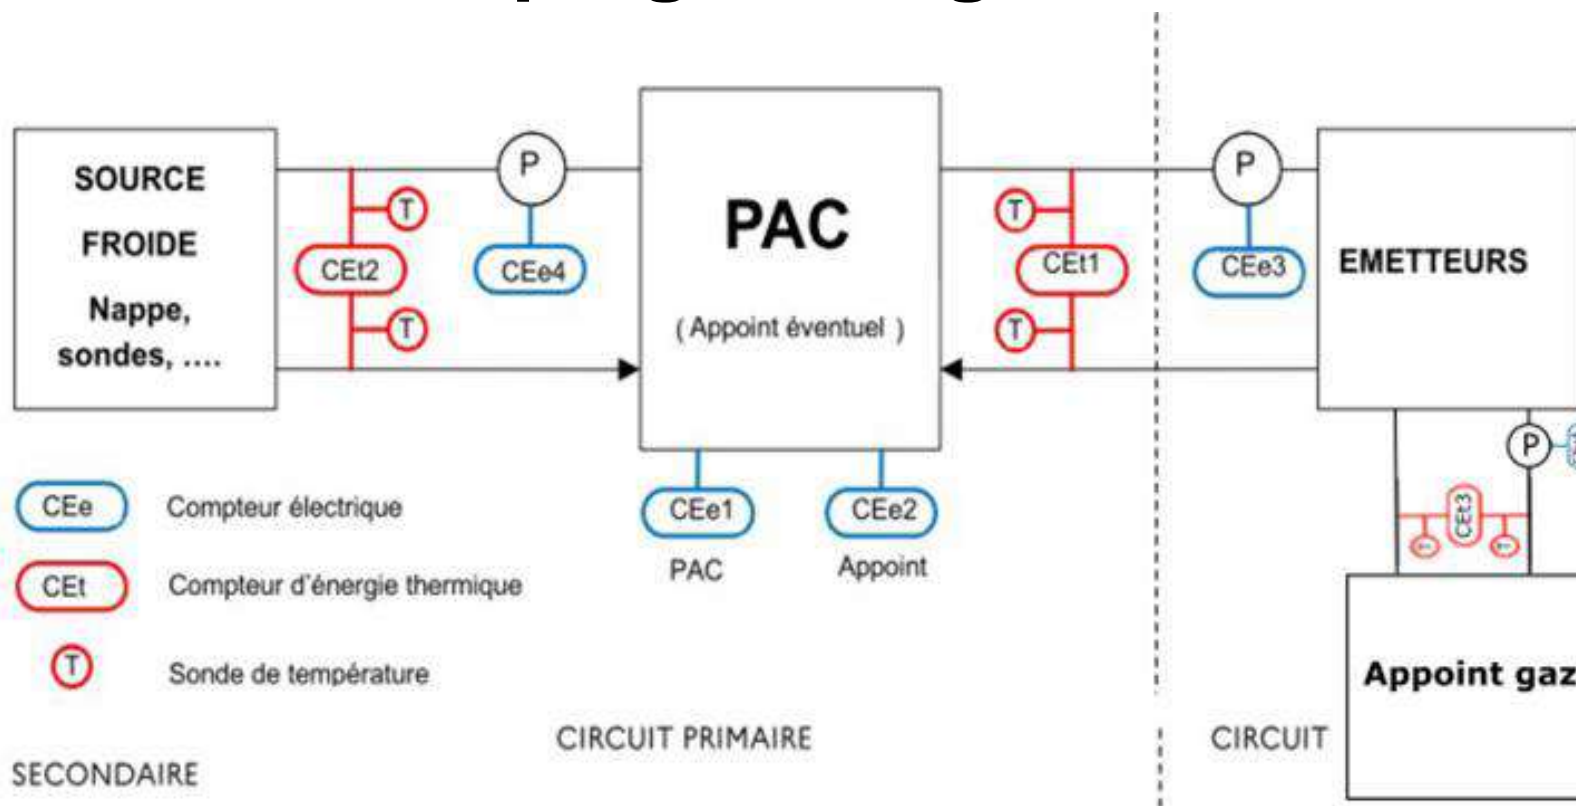 SOURCE
FROIDE
Nappe,
sondes, ....
T
CEt2
T
P
CEe4
PAC
( Appoint éventuel )
T
CEt1
T
P
CEe3
EMETTEURS
CEe1
PAC
CEe2
Appoint
P
CEt3
Appoint gaz
CEe Compteur électrique
CEt Compteur d'énergie thermique
T Sonde de température
CIRCUIT PRIMAIRE
CIRCUIT
SECONDAIRE